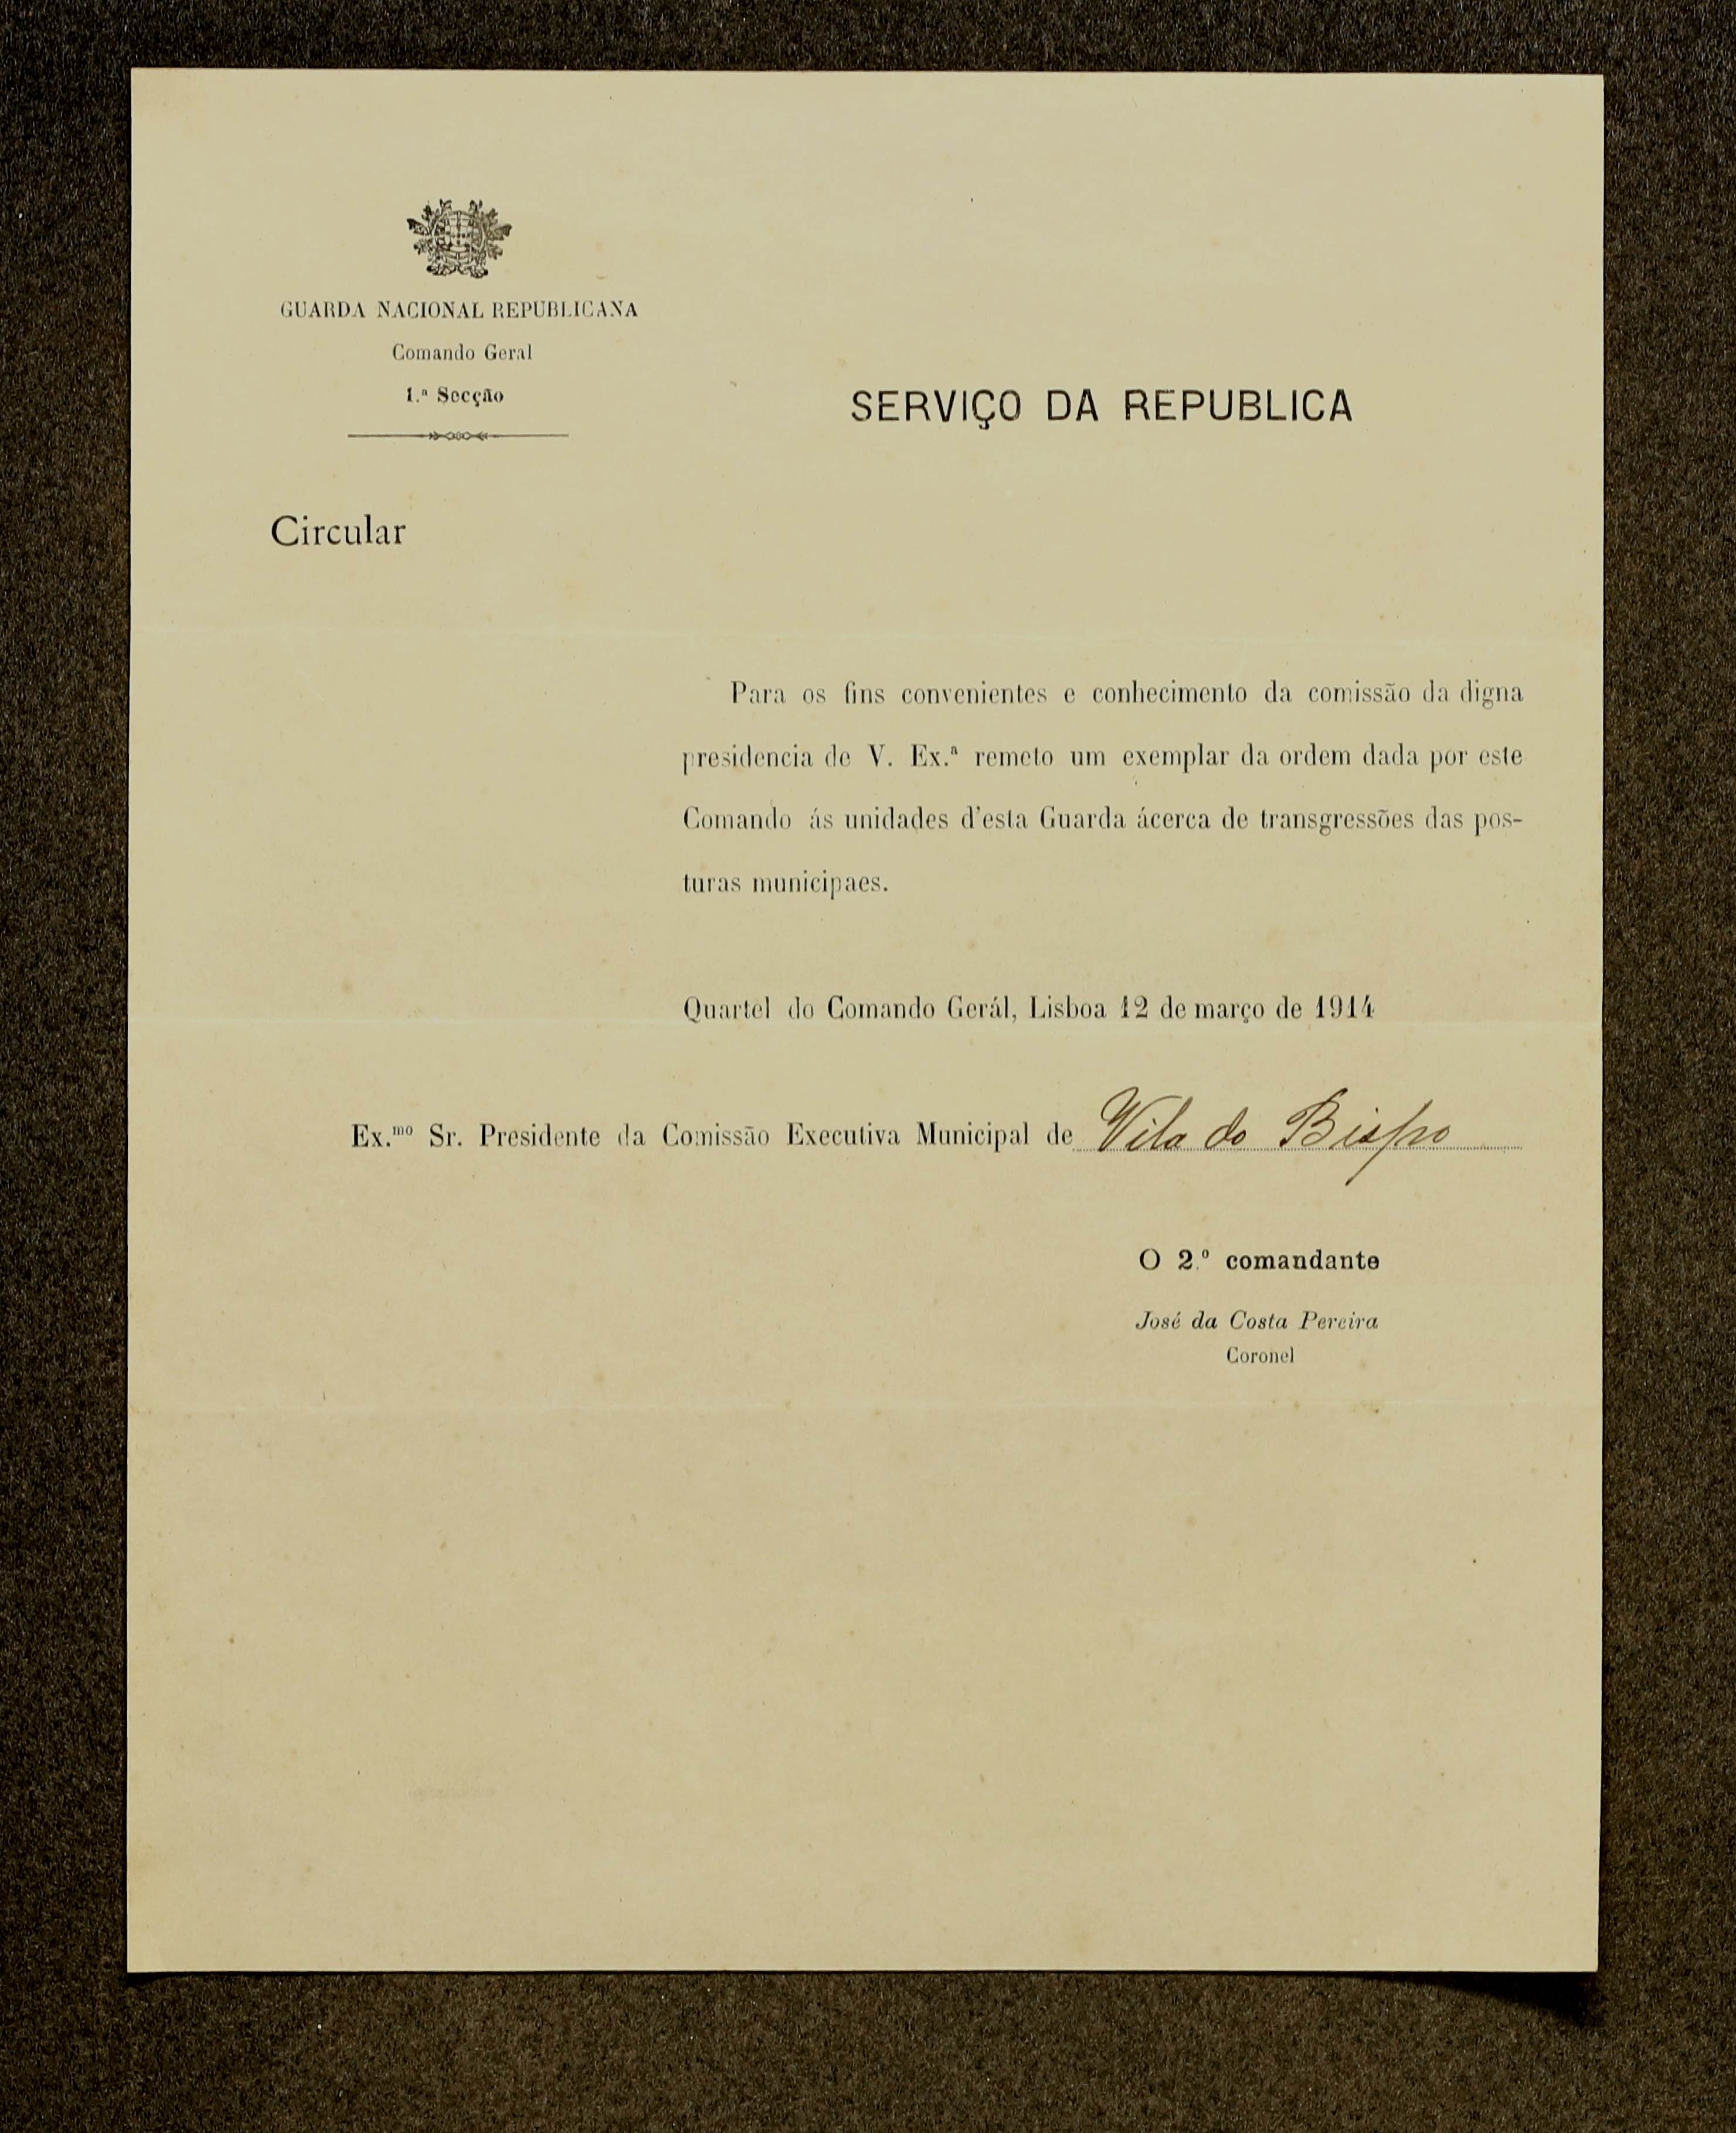 GUARDA NACIONAL REPUBLICANA
Comando Geral
1.ª Secção
SERVIÇO DA REPUBLICA
Circular
Para os fins convenientes e conhecimento da comissão da digna
presidencia de V. Ex.ª remeto um exemplar da ordem dada por este
Comando ás unidades d'esta Guarda ácerca de transgressões das pos-
turas municipaes.
Quartel do Comando Gerál, Lisboa 12 de março de 1914
Ex.mo Sr. Presidente da Comissão Executiva Municipal de Vila do Bispo
O 2.º comandante
José da Costa Pereira
Coronel